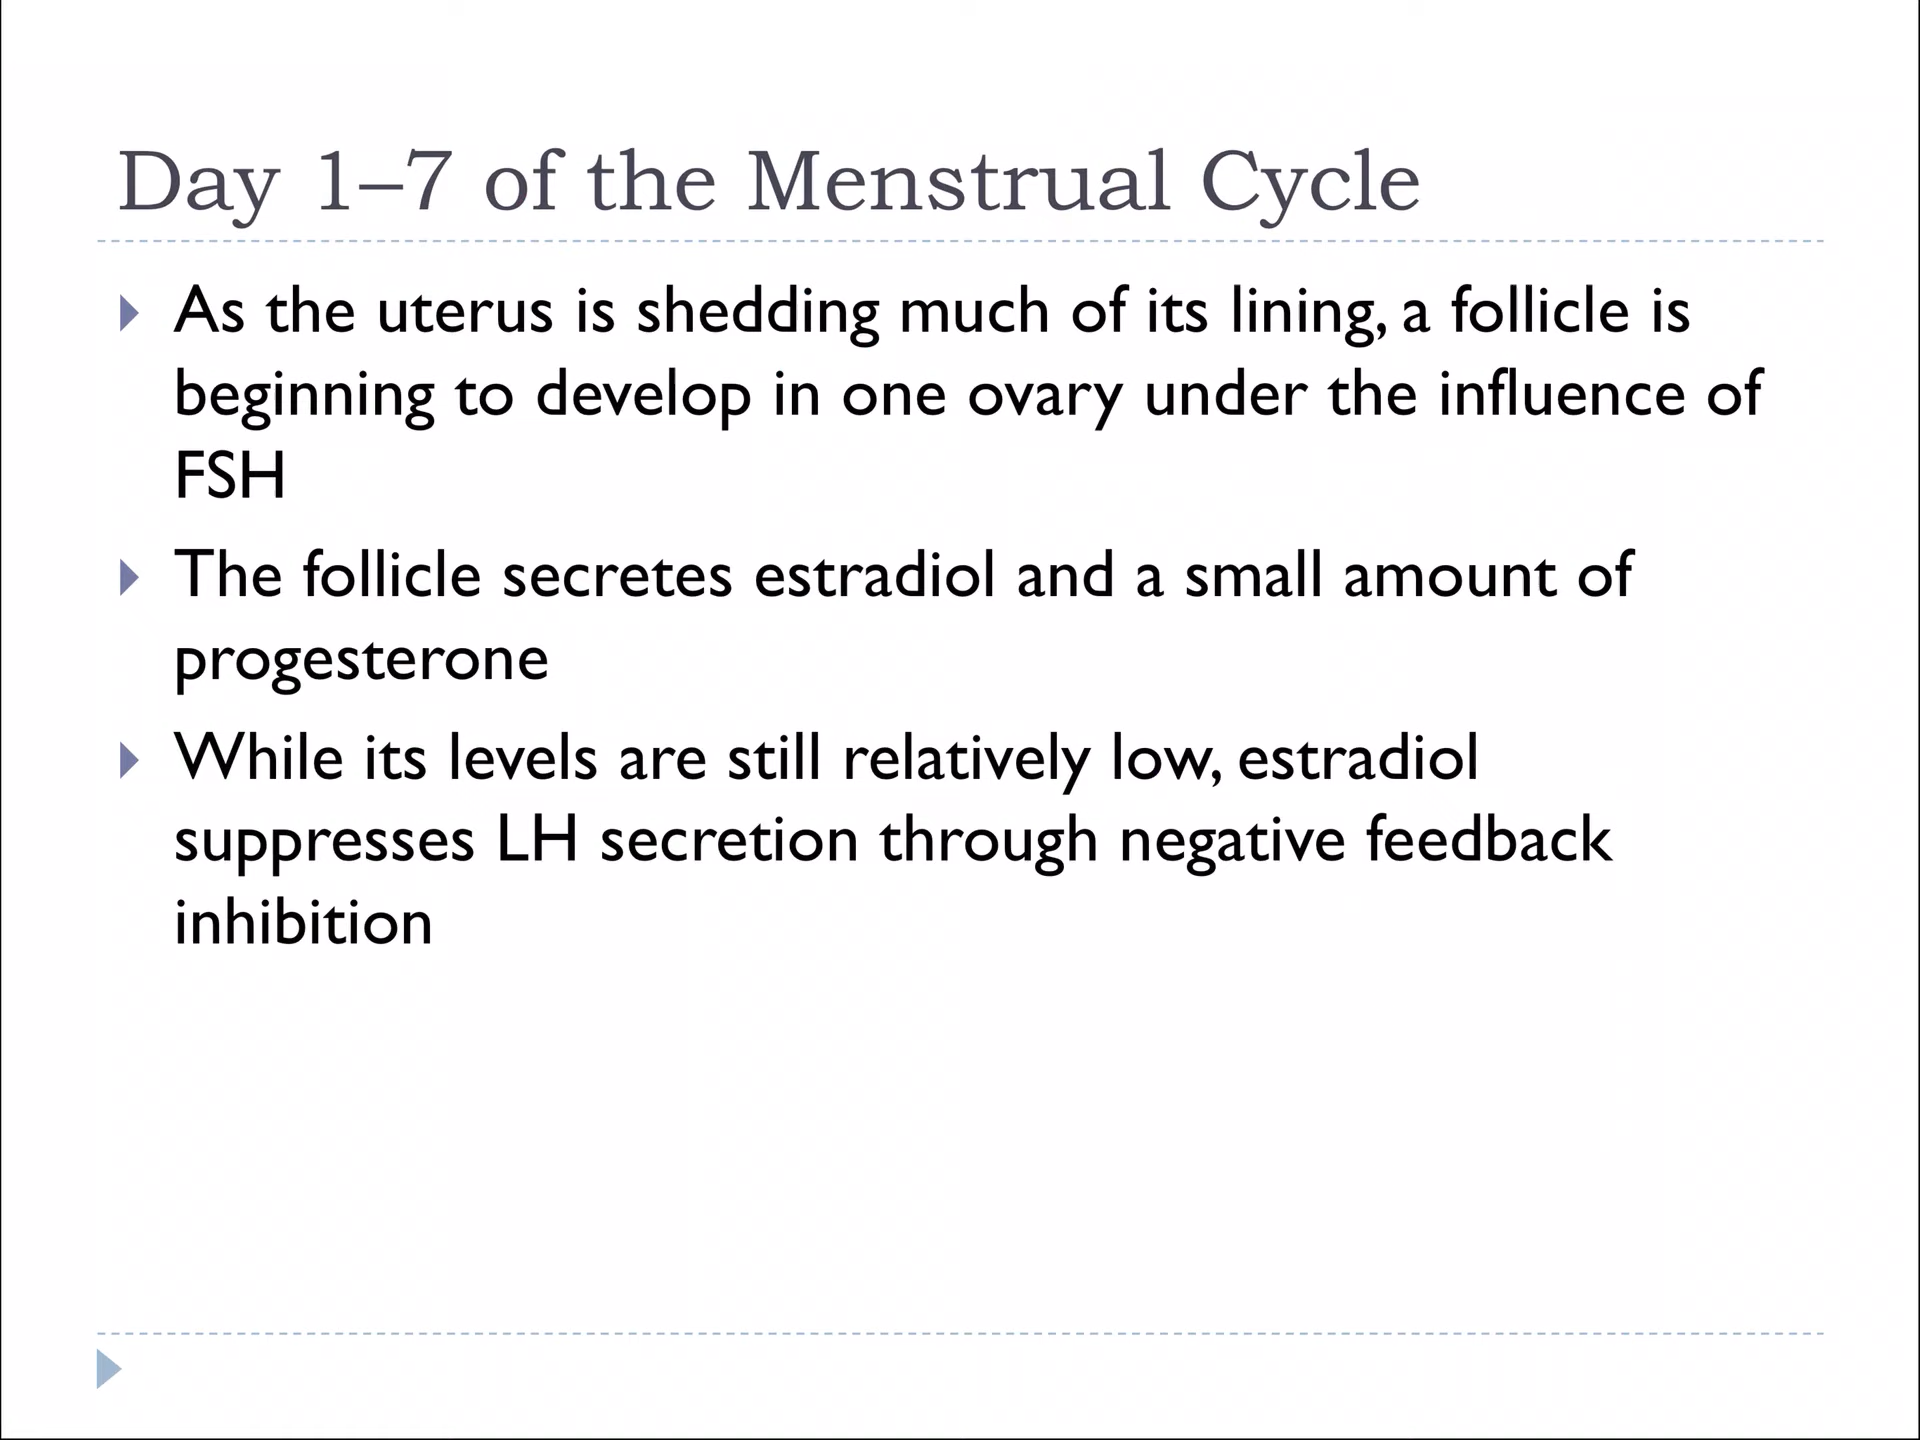 Day 1–7 of the Menstrual Cycle
As the uterus is shedding much of its lining, a follicle is
beginning to develop in one ovary under the influence of
FSH
The follicle secretes estradiol and a small amount of
progesterone
While its levels are still relatively low, estradiol
suppresses LH secretion through negative feedback
inhibition